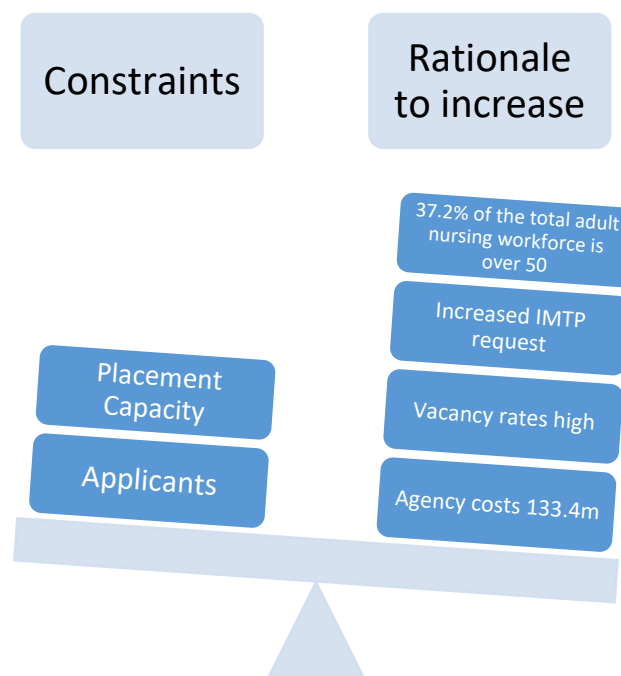 Constraints
Rationale
to increase
37.2% of the total adult
nursing workforce is
over 50
Increased IMTP
request
Placement
Capacity
Vacancy rates high
Applicants
Agency costs 133.4m